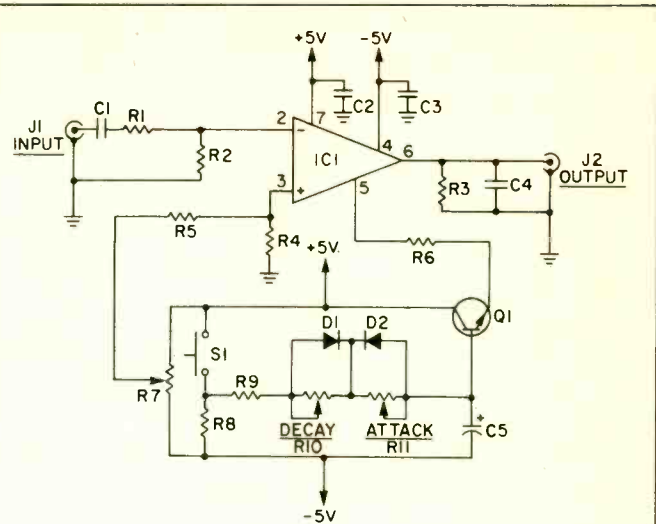 +5V
-5V
C2
C3
J1
INPUT
C1
R1
2
7
R2
IC1
4
6
J2
OUTPUT
3
5
R3
C4
R5
R4
+5V
R6
Q1
D1
D2
S1
R7
R9
R8
DECAY
R10
ATTACK
R11
C5
-5V